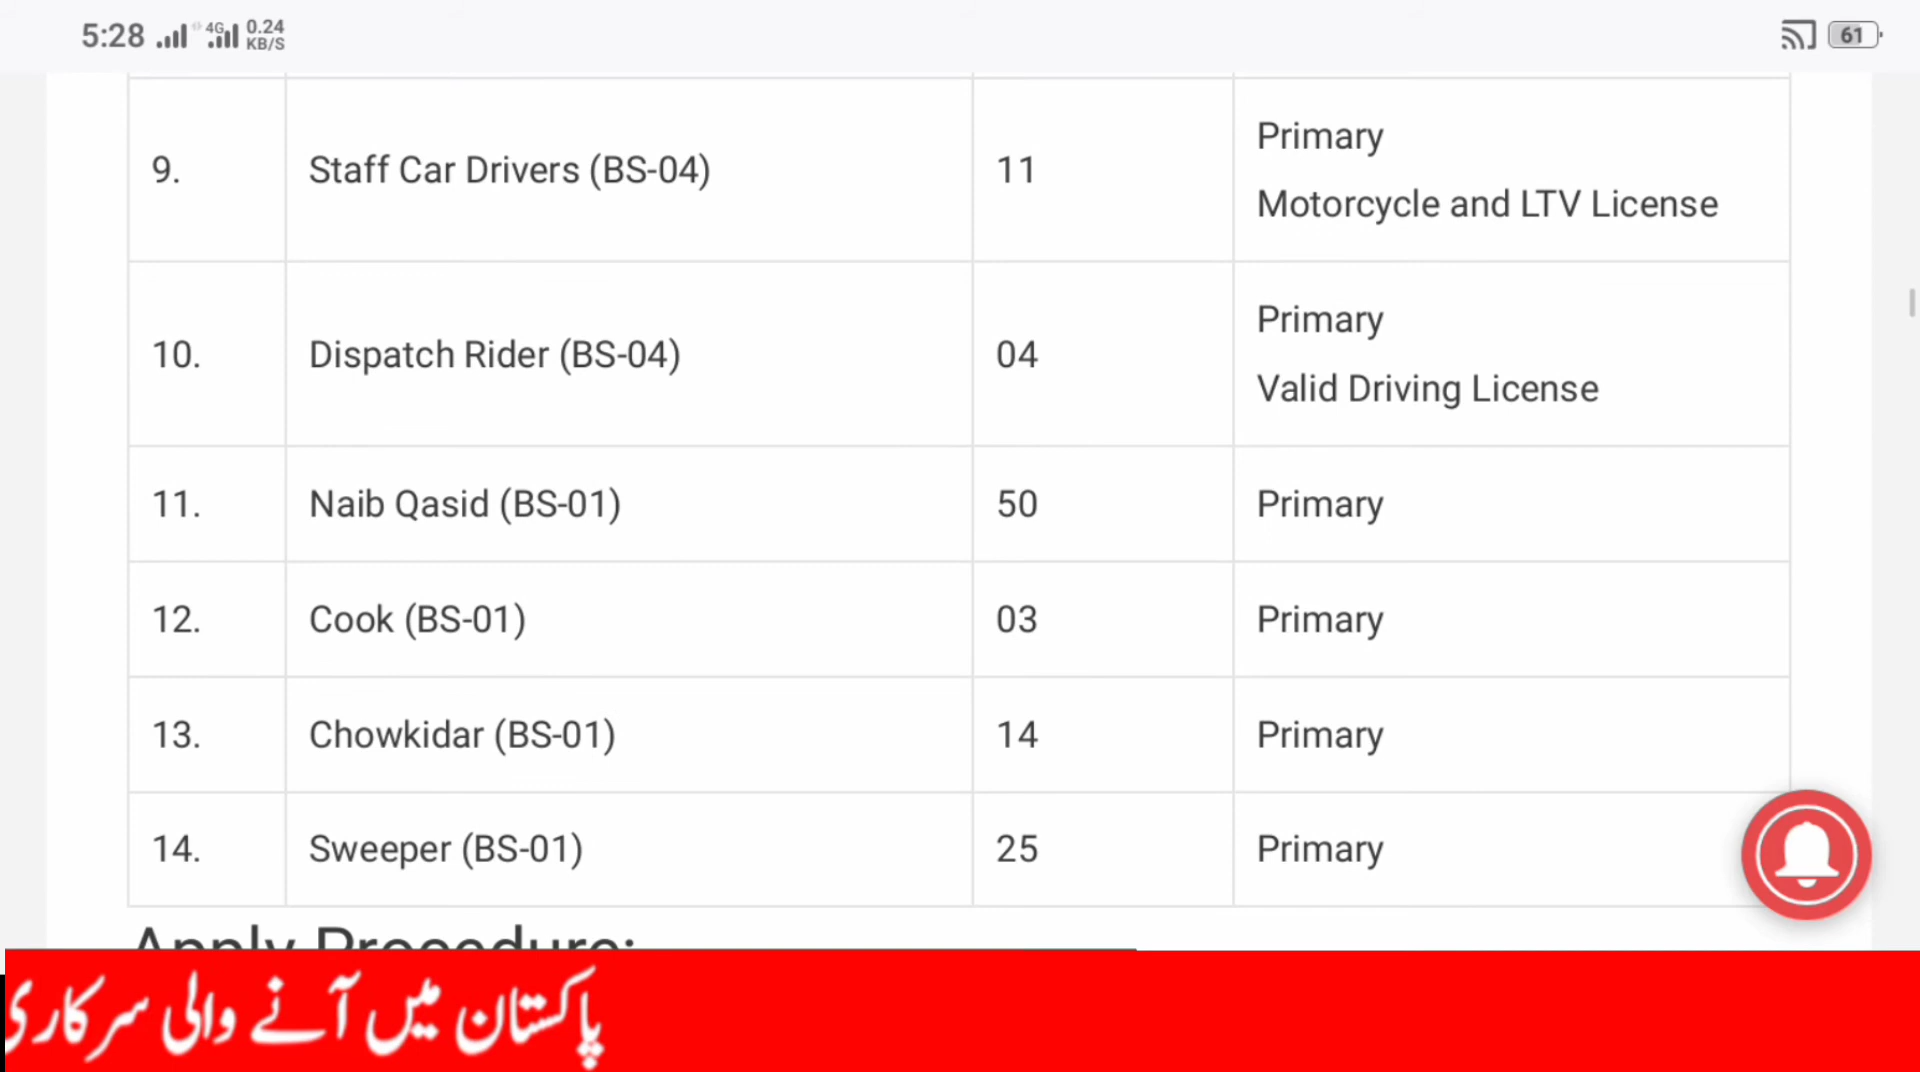 5:28 4G 0.24 KB/S 61
9. Staff Car Drivers (BS-04) 11 Primary
Motorcycle and LTV License
10. Dispatch Rider (BS-04) 04 Primary
Valid Driving License
11. Naib Qasid (BS-01) 50 Primary
12. Cook (BS-01) 03 Primary
13. Chowkidar (BS-01) 14 Primary
14. Sweeper (BS-01) 25 Primary
Apply Procedure:
پاکستان میں آنے والی سرکاری